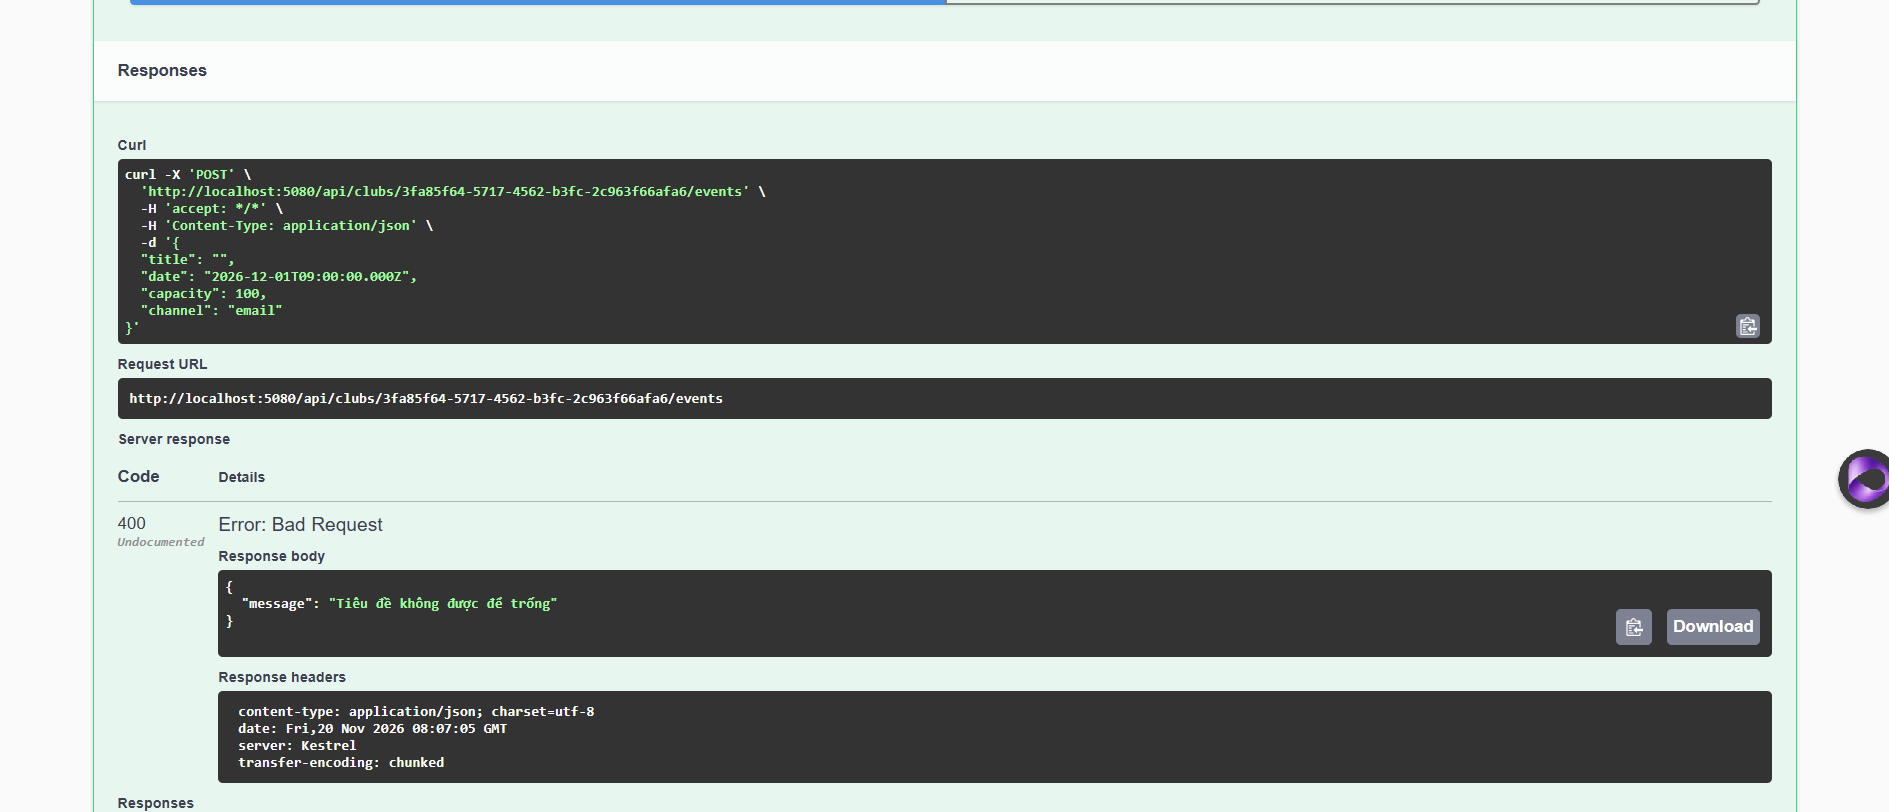 Responses
Curl
curl -X 'POST' \
  'http://localhost:5080/api/clubs/3fa85f64-5717-4562-b3fc-2c963f66afa6/events' \
  -H 'accept: */*' \
  -H 'Content-Type: application/json' \
  -d '{
  "title": "",
  "date": "2026-12-01T09:00:00.000Z",
  "capacity": 100,
  "channel": "email"
}'
Request URL
http://localhost:5080/api/clubs/3fa85f64-5717-4562-b3fc-2c963f66afa6/events
Server response
Code Details
400 Error: Bad Request
Undocumented
Response body
{
  "message": "Tiêu đề không được để trống"
}
Download
Response headers
content-type: application/json; charset=utf-8
date: Fri,20 Nov 2026 08:07:05 GMT
server: Kestrel
transfer-encoding: chunked
Responses